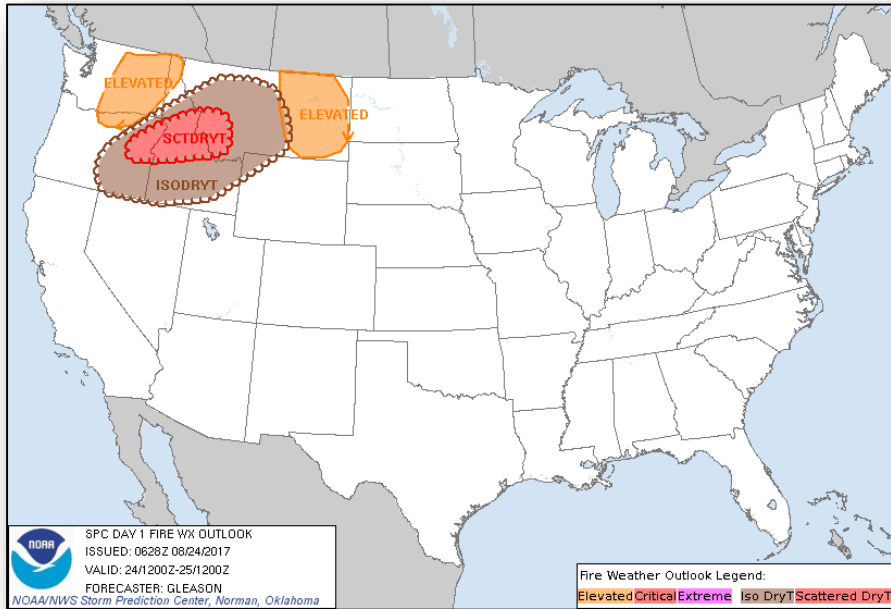 ELEVATED
ELEVATED
SCTDRYT
ISODRYT
SPC DAY 1 FIRE WX OUTLOOK
ISSUED: 0628Z 08/24/2017
VALID: 24/1200Z-25/1200Z
FORECASTER: GLEASON
NOAA
NOAA/NWS Storm Prediction Center, Norman, Oklahoma
Fire Weather Outlook Legend:
Elevated Critical Extreme Iso DryT Scattered DryT